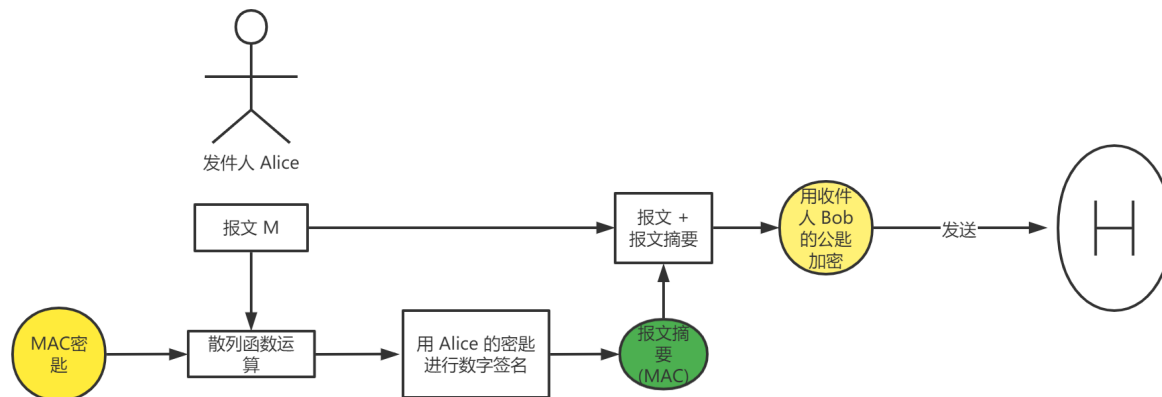 发件人 Alice
报文 M
报文 +
报文摘要
用收件
人 Bob
的公匙
加密
发送
H
MAC密
匙
散列函数运
算
用 Alice 的密匙
进行数字签名
报文摘
要
(MAC)